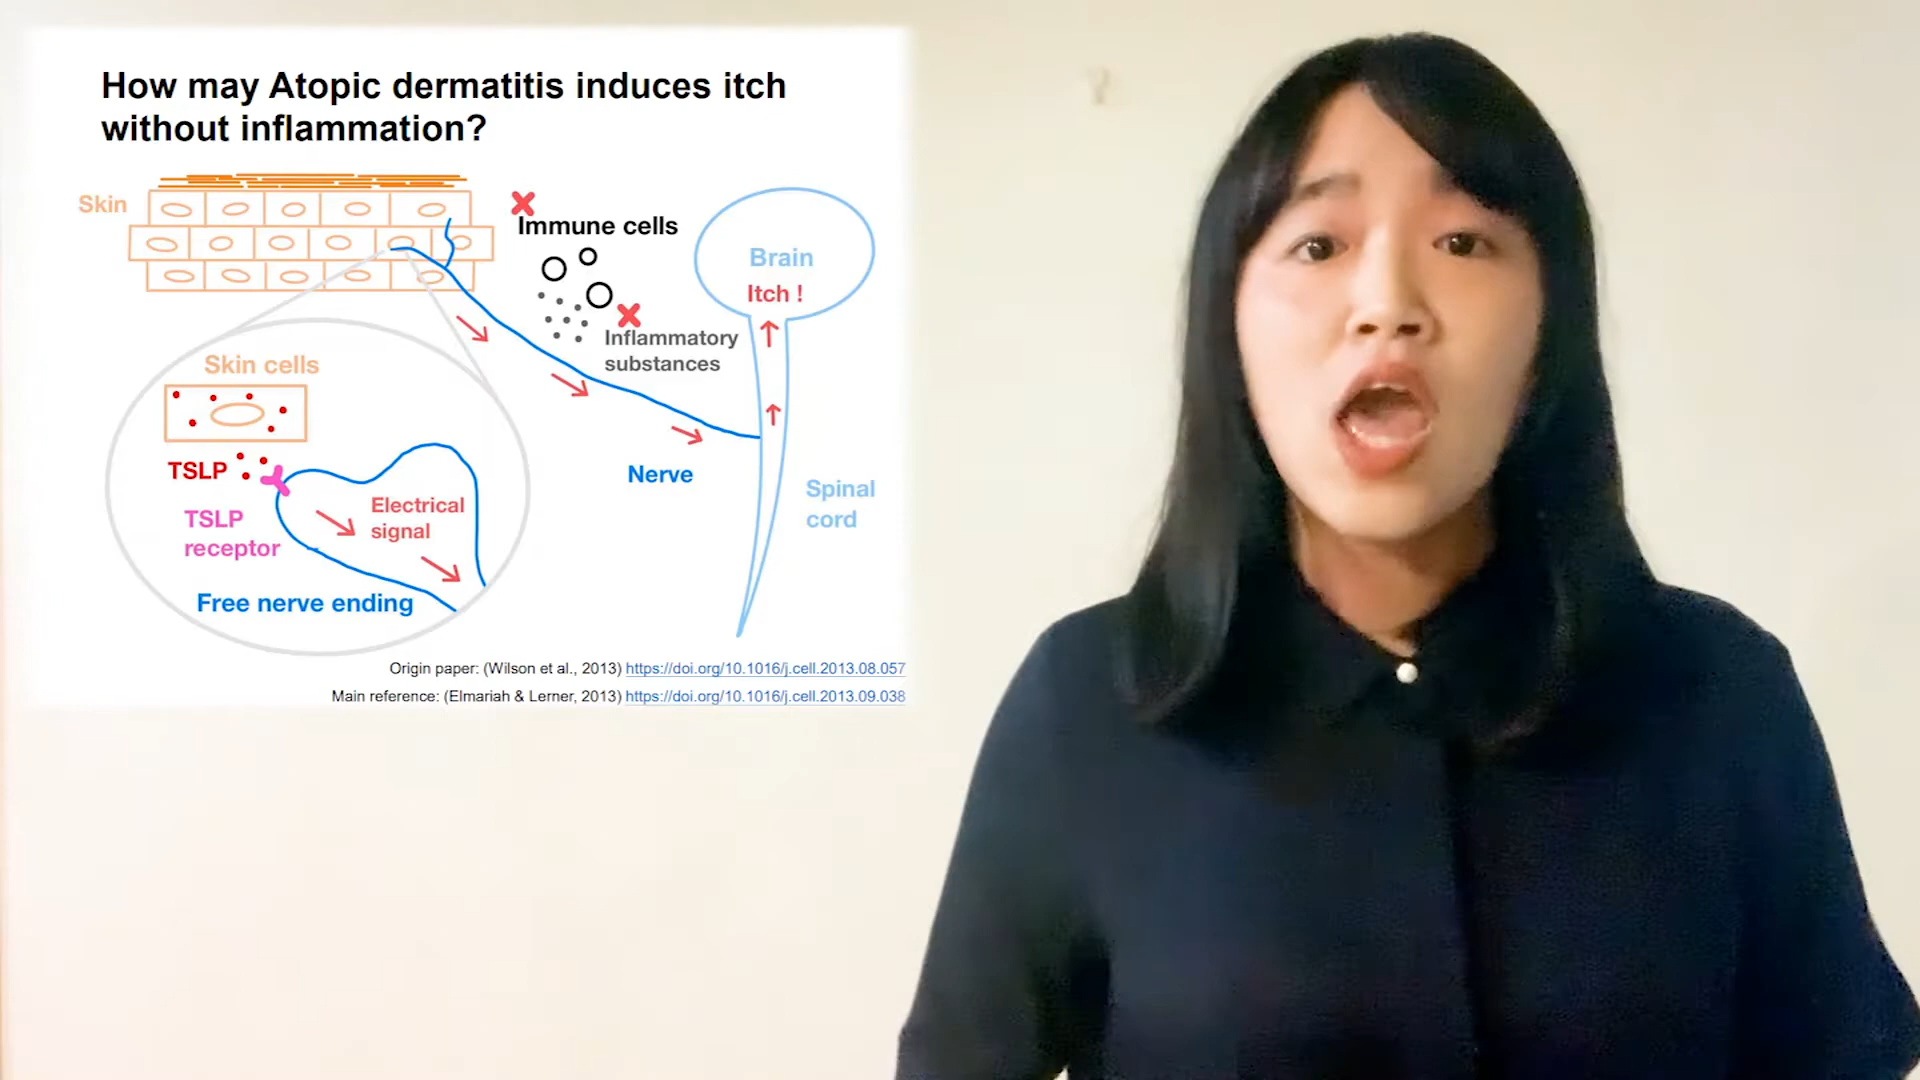 How may Atopic dermatitis induces itch
without inflammation?
Skin
Immune cells
Inflammatory
substances
Brain
Itch !
Skin cells
TSLP
TSLP
receptor
Electrical
signal
Free nerve ending
Nerve
Spinal
cord
Origin paper: (Wilson et al., 2013) https://doi.org/10.1016/j.cell.2013.08.057
Main reference: (Elmariah & Lerner, 2013) https://doi.org/10.1016/j.cell.2013.09.038